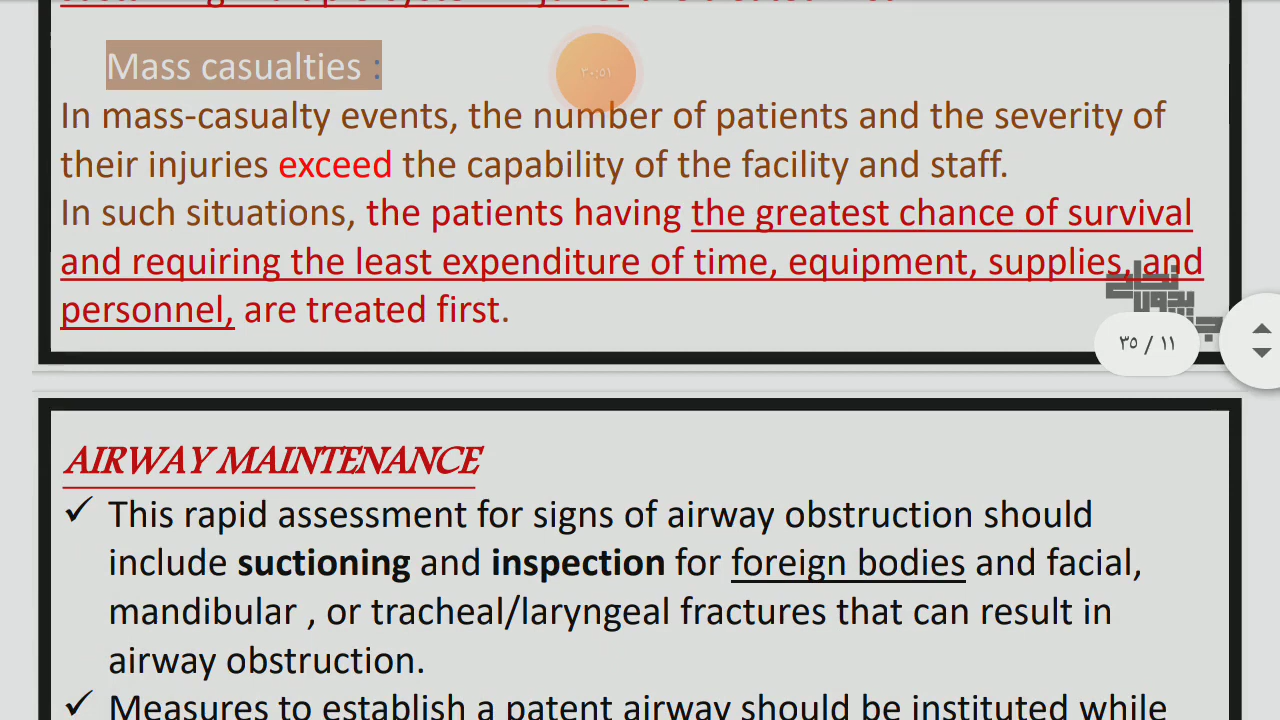 Mass casualties :
٣٠:٥١
In mass-casualty events, the number of patients and the severity of
their injuries exceed the capability of the facility and staff.
In such situations, the patients having the greatest chance of survival
and requiring the least expenditure of time, equipment, supplies, and
personnel, are treated first.
٣٥ / ١١
AIRWAY MAINTENANCE
✓ This rapid assessment for signs of airway obstruction should
include suctioning and inspection for foreign bodies and facial,
mandibular , or tracheal/laryngeal fractures that can result in
airway obstruction.
✓ Measures to establish a patent airway should be instituted while